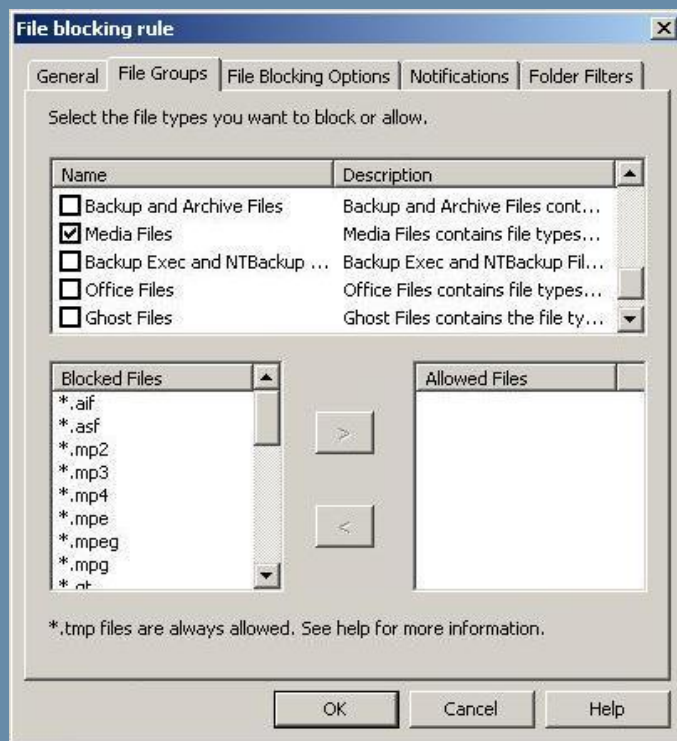 File blocking rule
General File Groups File Blocking Options Notifications Folder Filters
Select the file types you want to block or allow.
Name Description
Backup and Archive Files Backup and Archive Files cont...
Media Files Media Files contains file types...
Backup Exec and NTBackup ... Backup Exec and NTBackup Fil...
Office Files Office Files contains file types...
Ghost Files Ghost Files contains the file ty...
Blocked Files Allowed Files
*.aif
*.asf
*.mp2
*.mp3 >
*.mp4
*.mpe
*.mpeg <
*.mpg
*.tmp files are always allowed. See help for more information.
OK Cancel Help